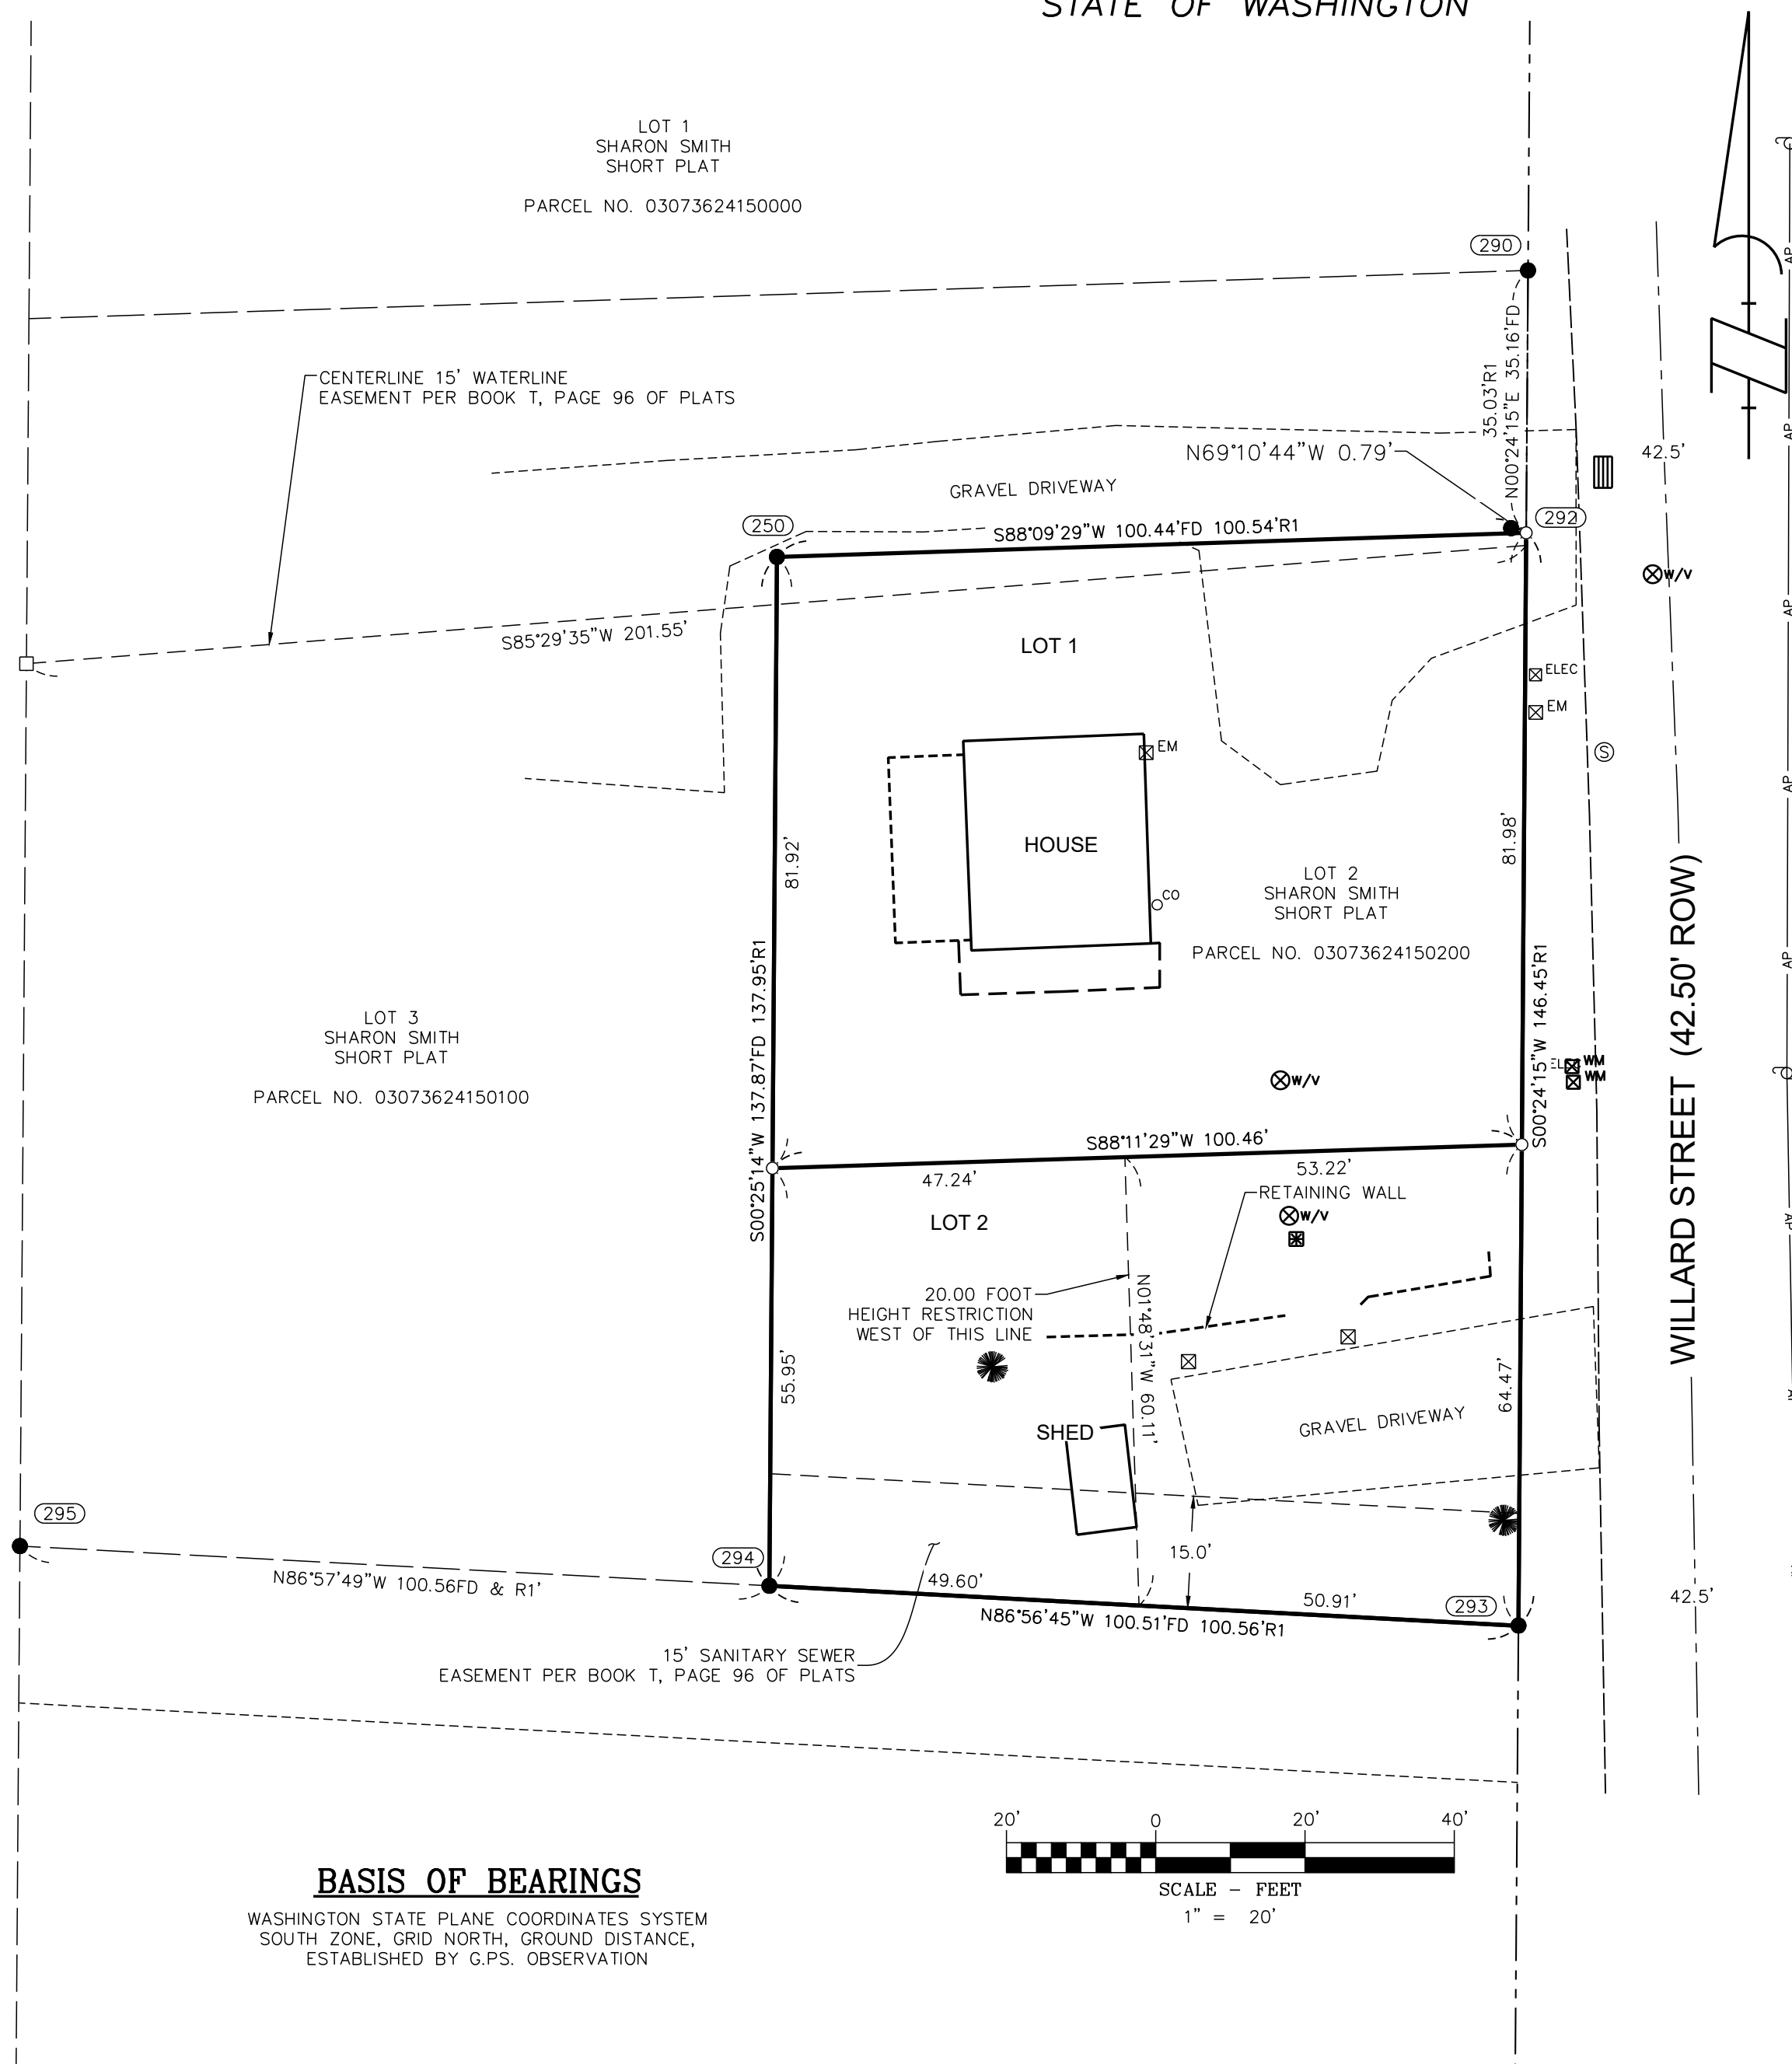 STATE OF WASHINGTON
LOT 1
SHARON SMITH
SHORT PLAT
PARCEL NO. 03073624150000
290
CENTERLINE 15' WATERLINE
EASEMENT PER BOOK T, PAGE 96 OF PLATS
35.03'R1
N00°24'15"E 35.16'FD
N69°10'44"W 0.79'
42.5'
GRAVEL DRIVEWAY
250
292
S88°09'29"W 100.44'FD 100.54'R1
W/V
S85°29'35"W 201.55'
LOT 1
ELEC
EM
EM
S
HOUSE
81.92'
81.98'
CO
LOT 2
SHARON SMITH
SHORT PLAT
PARCEL NO. 03073624150200
WILLARD STREET (42.50' ROW)
AP
AP
AP
AP
AP
AP
LOT 3
SHARON SMITH
SHORT PLAT
PARCEL NO. 03073624150100
S00°25'14"W 137.87'FD 137.95'R1
S00°24'15"W 146.45'R1
WM
WM
W/V
S88°11'29"W 100.46'
47.24'
53.22'
RETAINING WALL
LOT 2
W/V
20.00 FOOT
HEIGHT RESTRICTION
WEST OF THIS LINE
N01°48'31"W 60.11'
55.95'
64.47'
SHED
GRAVEL DRIVEWAY
295
294
15.0'
N86°57'49"W 100.56FD & R1'
49.60'
50.91'
293
42.5'
N86°56'45"W 100.51'FD 100.56'R1
15' SANITARY SEWER
EASEMENT PER BOOK T, PAGE 96 OF PLATS
20' 0 20' 40'
SCALE - FEET
1" = 20'
BASIS OF BEARINGS
WASHINGTON STATE PLANE COORDINATES SYSTEM
SOUTH ZONE, GRID NORTH, GROUND DISTANCE,
ESTABLISHED BY G.PS. OBSERVATION